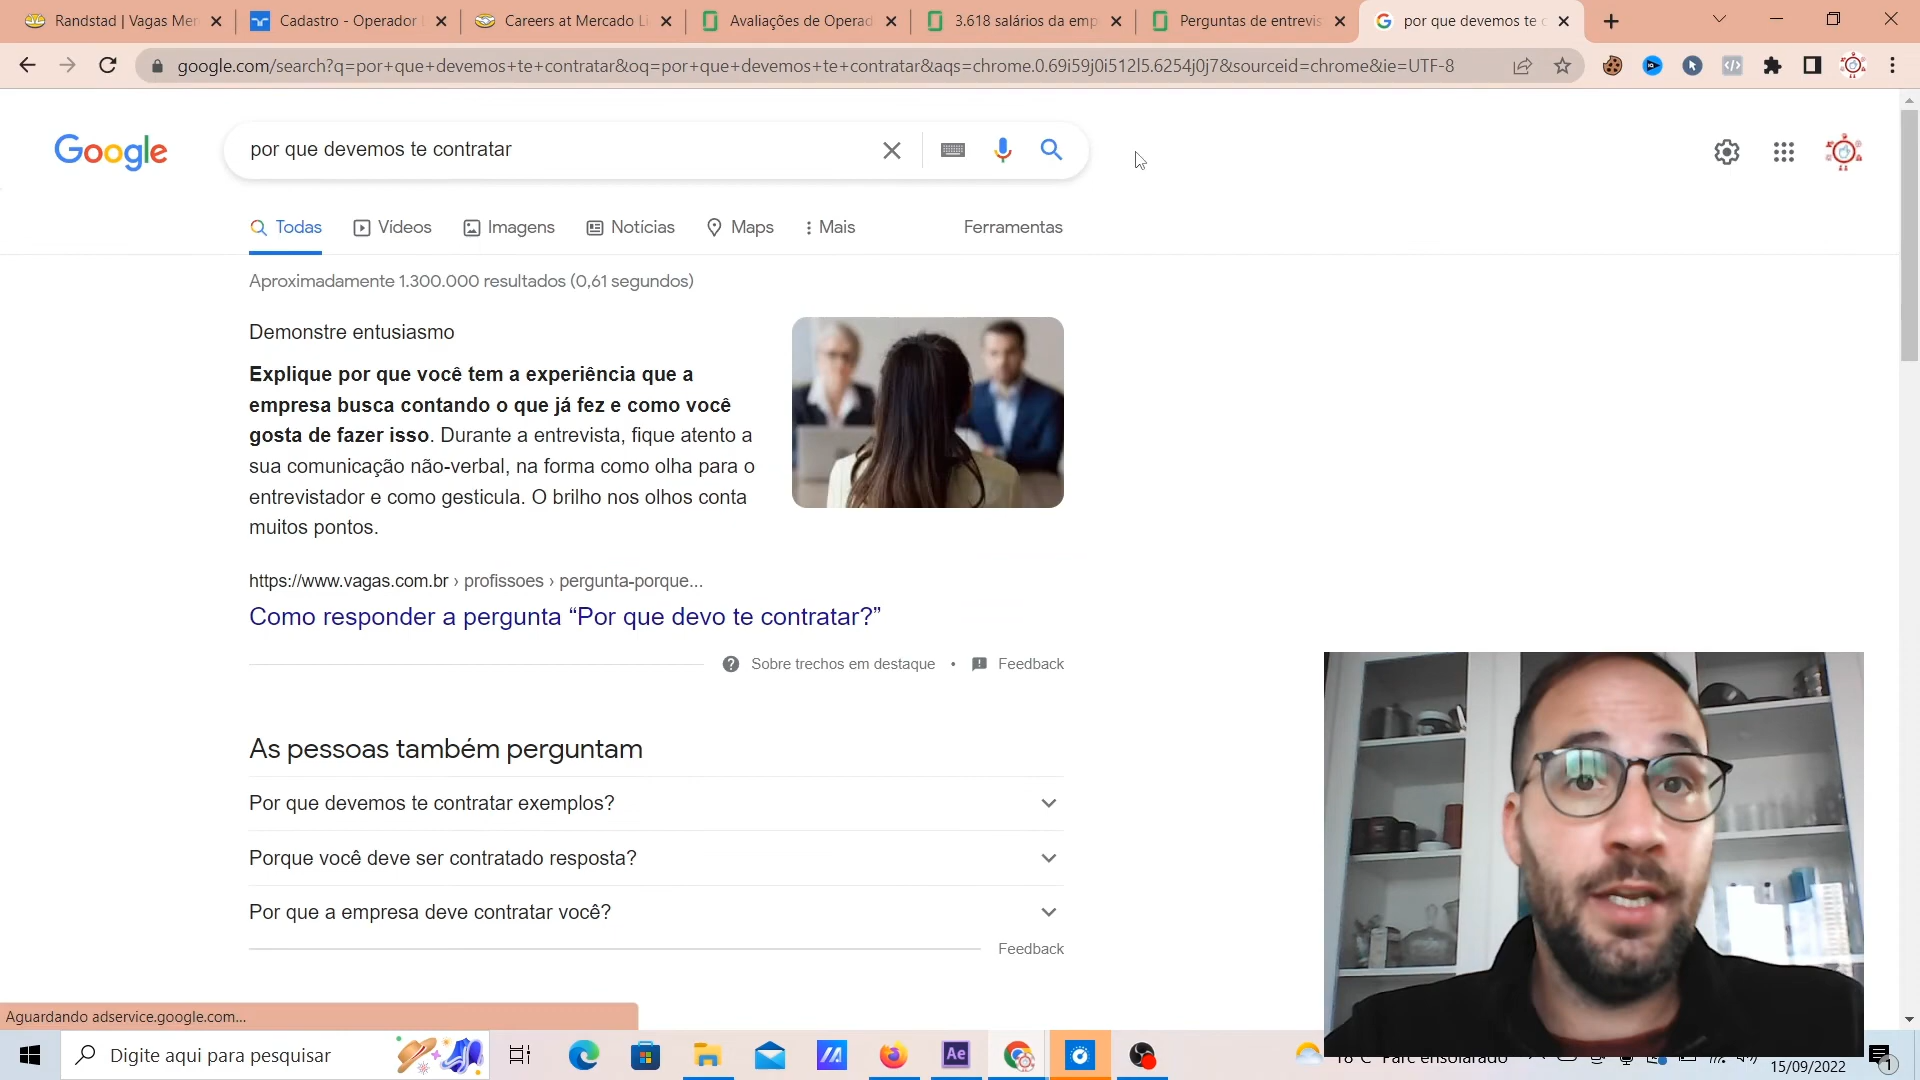 Randstad | Vagas Mer
Cadastro - Operador
Careers at Mercado Li
Avaliações de Operad
3.618 salários da emp
Perguntas de entrevis
por que devemos te c
google.com/search?q=por+que+devemos+te+contratar&oq=por+que+devemos+te+contratar&aqs=chrome.0.69i59j0i512l5.6254j0j7&sourceid=chrome&ie=UTF-8
Google
por que devemos te contratar
Todas
Vídeos
Imagens
Notícias
Maps
Mais
Ferramentas
Aproximadamente 1.300.000 resultados (0,61 segundos)
Demonstre entusiasmo
Explique por que você tem a experiência que a
empresa busca contando o que já fez e como você
gosta de fazer isso. Durante a entrevista, fique atento a
sua comunicação não-verbal, na forma como olha para o
entrevistador e como gesticula. O brilho nos olhos conta
muitos pontos.
https://www.vagas.com.br › profissoes › pergunta-porque...
Como responder a pergunta “Por que devo te contratar?”
Sobre trechos em destaque • Feedback
As pessoas também perguntam
Por que devemos te contratar exemplos?
Porque você deve ser contratado resposta?
Por que a empresa deve contratar você?
Feedback
Aguardando adservice.google.com...
Digite aqui para pesquisar
Ae
18°C Parc ensolarado
15/09/2022
1